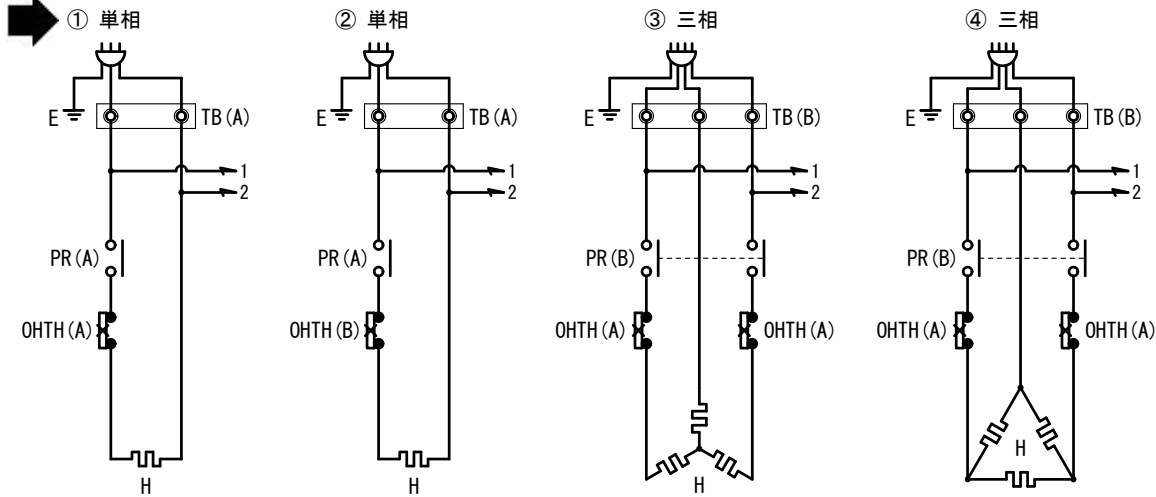 ① 単相
② 単相
③ 三相
④ 三相
E
TB(A)
E
TB(A)
E
TB(B)
E
TB(B)
1
1
1
1
2
2
2
2
PR(A)
PR(A)
PR(B)
PR(B)
OHTH(A)
OHTH(B)
OHTH(A)
OHTH(A)
OHTH(A)
OHTH(A)
H
H
H
H